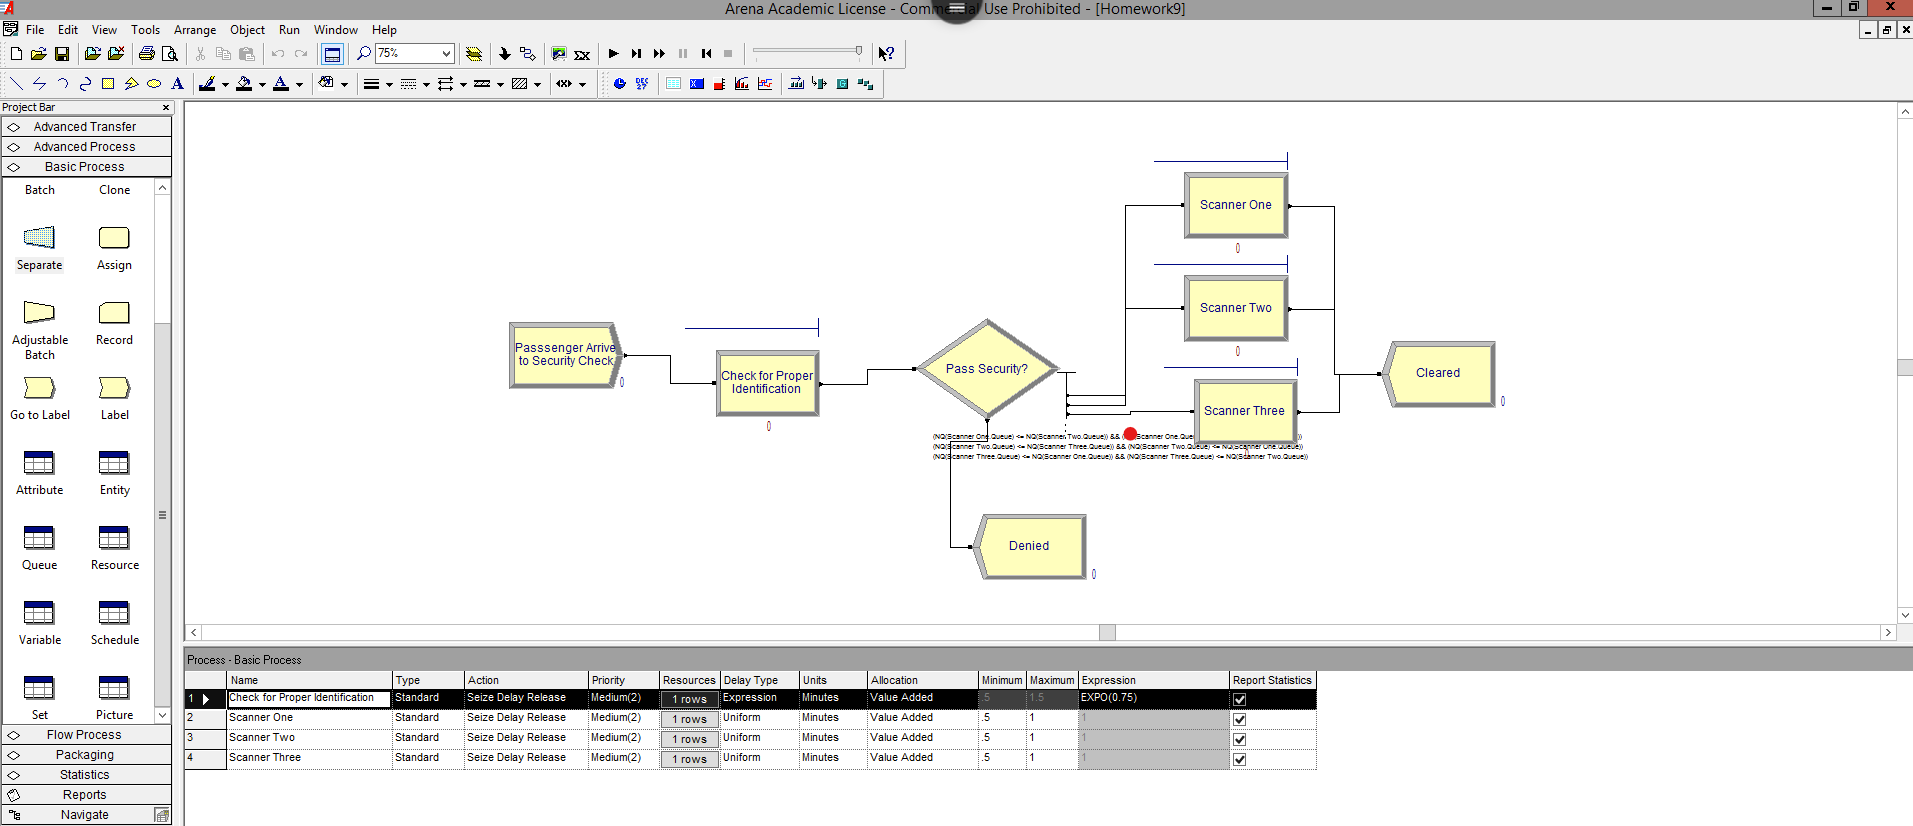 Arena Academic License - Commercial Use Prohibited - [Homework9]
File Edit View Tools Arrange Object Run Window Help
75%
Project Bar
Advanced Transfer
Advanced Process
Basic Process
Batch Clone
Separate Assign
Adjustable Batch Record
Go to Label Label
Attribute Entity
Queue Resource
Variable Schedule
Set Picture
Flow Process
Packaging
Statistics
Reports
Navigate
Passsenger Arrive
to Security Check
0
Check for Proper
Identification
0
Pass Security?
Scanner One
0
Scanner Two
0
Scanner Three
Cleared
0
(NQ(Scanner One.Queue) <= NQ(Scanner Two.Queue)) && Scanner One.
(NQ(Scanner Two.Queue) <= NQ(Scanner Three.Queue)) && (NQ(Scanner Two.Queue) <= NQ(Scanner One.Queue))
(NQ(Scanner Three.Queue) <= NQ(Scanner One.Queue)) && (NQ(Scanner Three.Queue) <= NQ(Scanner Two.Queue))
Denied
0
Process - Basic Process
Name Type Action Priority Resources Delay Type Units Allocation Minimum Maximum Expression Report Statistics
1 Check for Proper Identification Standard Seize Delay Release Medium(2) 1 rows Expression Minutes Value Added .5 1.5 EXPO(0.75)
2 Scanner One Standard Seize Delay Release Medium(2) 1 rows Uniform Minutes Value Added .5 1 1
3 Scanner Two Standard Seize Delay Release Medium(2) 1 rows Uniform Minutes Value Added .5 1 1
4 Scanner Three Standard Seize Delay Release Medium(2) 1 rows Uniform Minutes Value Added .5 1 1